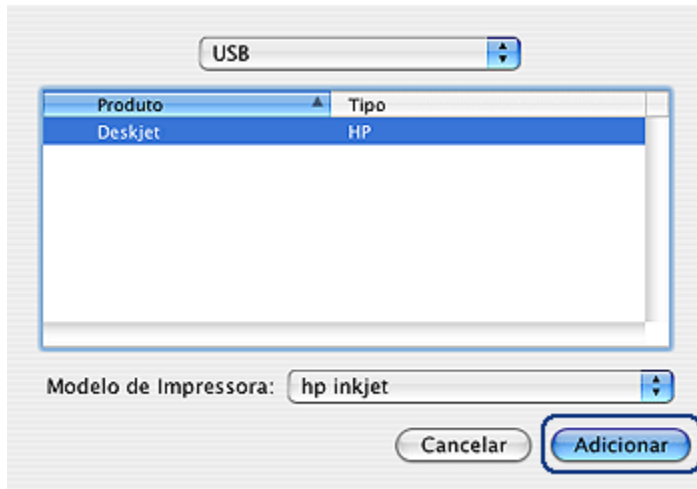 USB
Produto Tipo
Deskjet HP
Modelo de Impressora: hp inkjet
Cancelar Adicionar